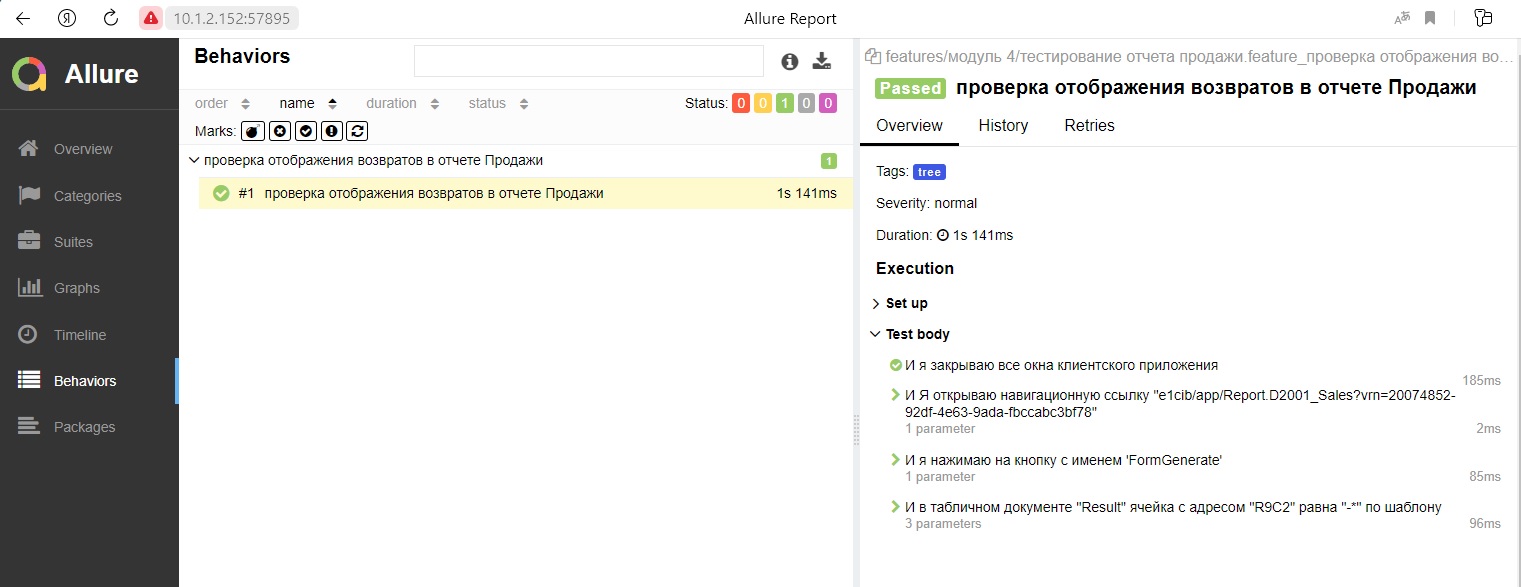 10.1.2.152:57895
Allure Report
Allure
Overview
Categories
Suites
Graphs
Timeline
Behaviors
Packages
Behaviors
order name duration status Status: 0 0 1 0 0
Marks:
проверка отображения возвратов в отчете Продажи 1
#1 проверка отображения возвратов в отчете Продажи 1s 141ms
features/модуль 4/тестирование отчета продажи.feature_проверка отображения во...
Passed проверка отображения возвратов в отчете Продажи
Overview History Retries
Tags: tree
Severity: normal
Duration: 1s 141ms
Execution
Set up
Test body
И я закрываю все окна клиентского приложения
185ms
И Я открываю навигационную ссылку "e1cib/app/Report.D2001_Sales?vrn=20074852-
92df-4e63-9ada-fbccabc3bf78"
1 parameter 2ms
И я нажимаю на кнопку с именем 'FormGenerate'
1 parameter 85ms
И в табличном документе "Result" ячейка с адресом "R9C2" равна "-*" по шаблону
3 parameters 96ms